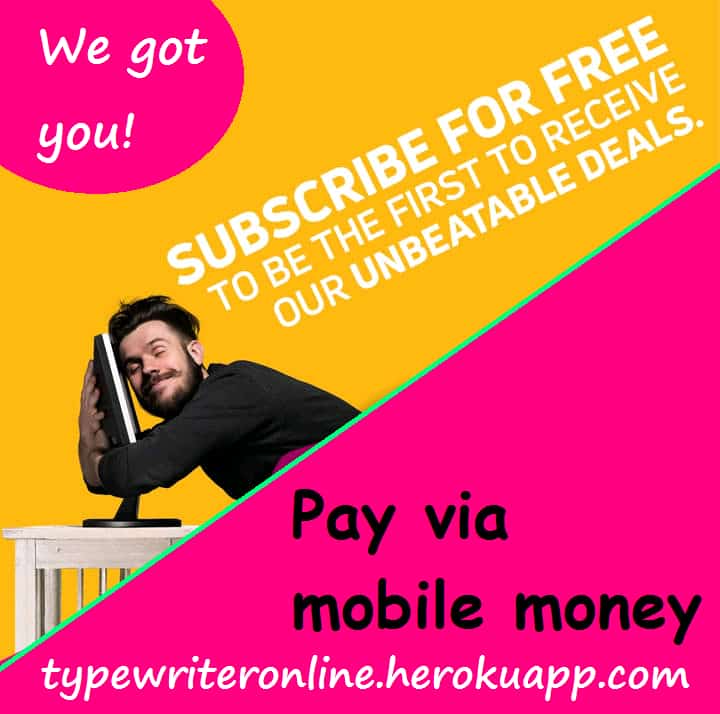 We got
you!
SUBSCRIBE FOR FREE
TO BE THE FIRST TO RECEIVE
OUR UNBEATABLE DEALS.
Pay via
mobile money
typewriteronline.herokuapp.com